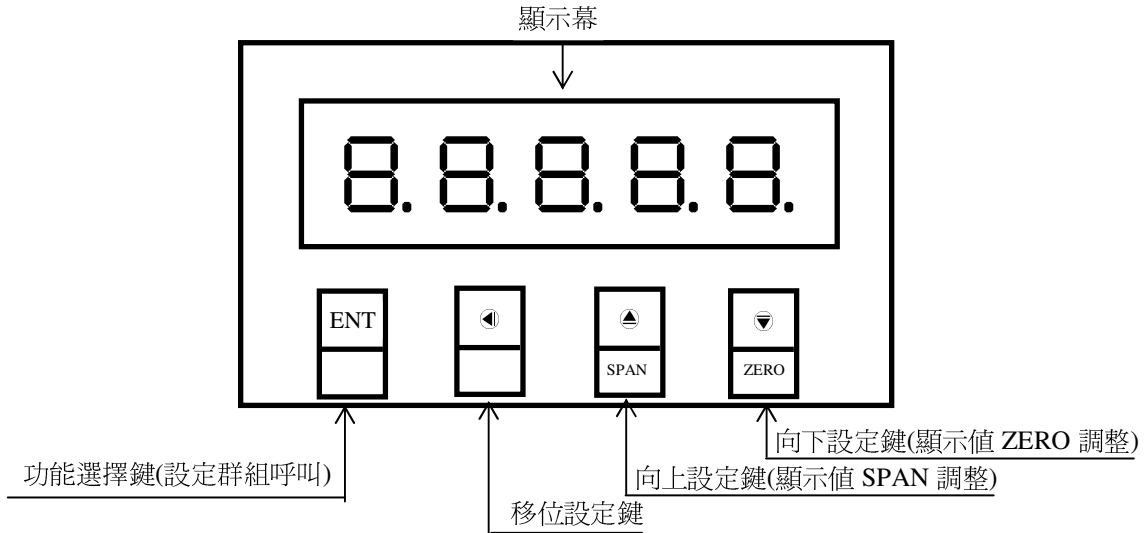 顯示幕
8.8.8.8.8.
ENT
SPAN
ZERO
向下設定鍵(顯示值 ZERO 調整)
功能選擇鍵(設定群組呼叫)
向上設定鍵(顯示值 SPAN 調整)
移位設定鍵